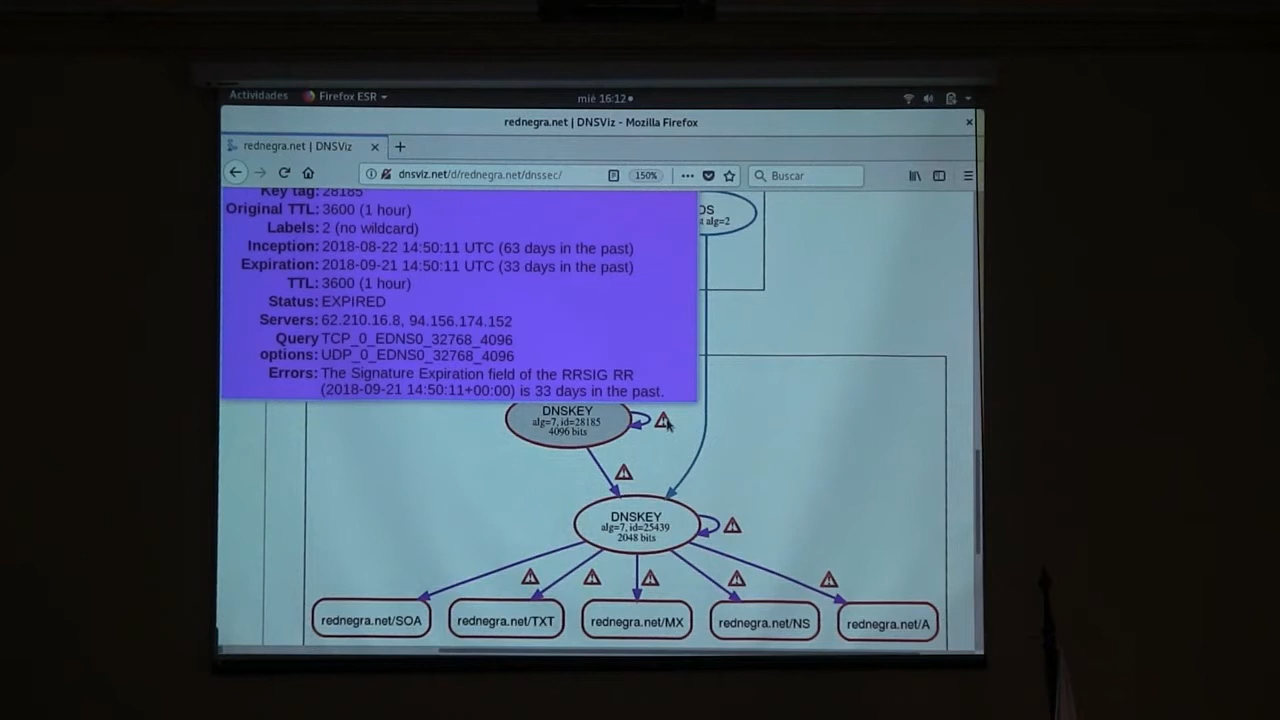 Actividades Firefox ESR mié 16:12
rednegra.net | DNSViz - Mozilla Firefox
rednegra.net | DNSViz
dnsviz.net/d/rednegra.net/dnssec/ 150% Buscar
Key tag: 28185
Original TTL: 3600 (1 hour)
Labels: 2 (no wildcard)
Inception: 2018-08-22 14:50:11 UTC (63 days in the past)
Expiration: 2018-09-21 14:50:11 UTC (33 days in the past)
TTL: 3600 (1 hour)
Status: EXPIRED
Servers: 62.210.16.8, 94.156.174.152
Query TCP_0_EDNS0_32768_4096
options: UDP_0_EDNS0_32768_4096
Errors: The Signature Expiration field of the RRSIG RR
(2018-09-21 14:50:11+00:00) is 33 days in the past.
DS
alg=2
DNSKEY
alg=7, id=28185
4096 bits
DNSKEY
alg=7, id=25439
2048 bits
rednegra.net/SOA
rednegra.net/TXT
rednegra.net/MX
rednegra.net/NS
rednegra.net/A